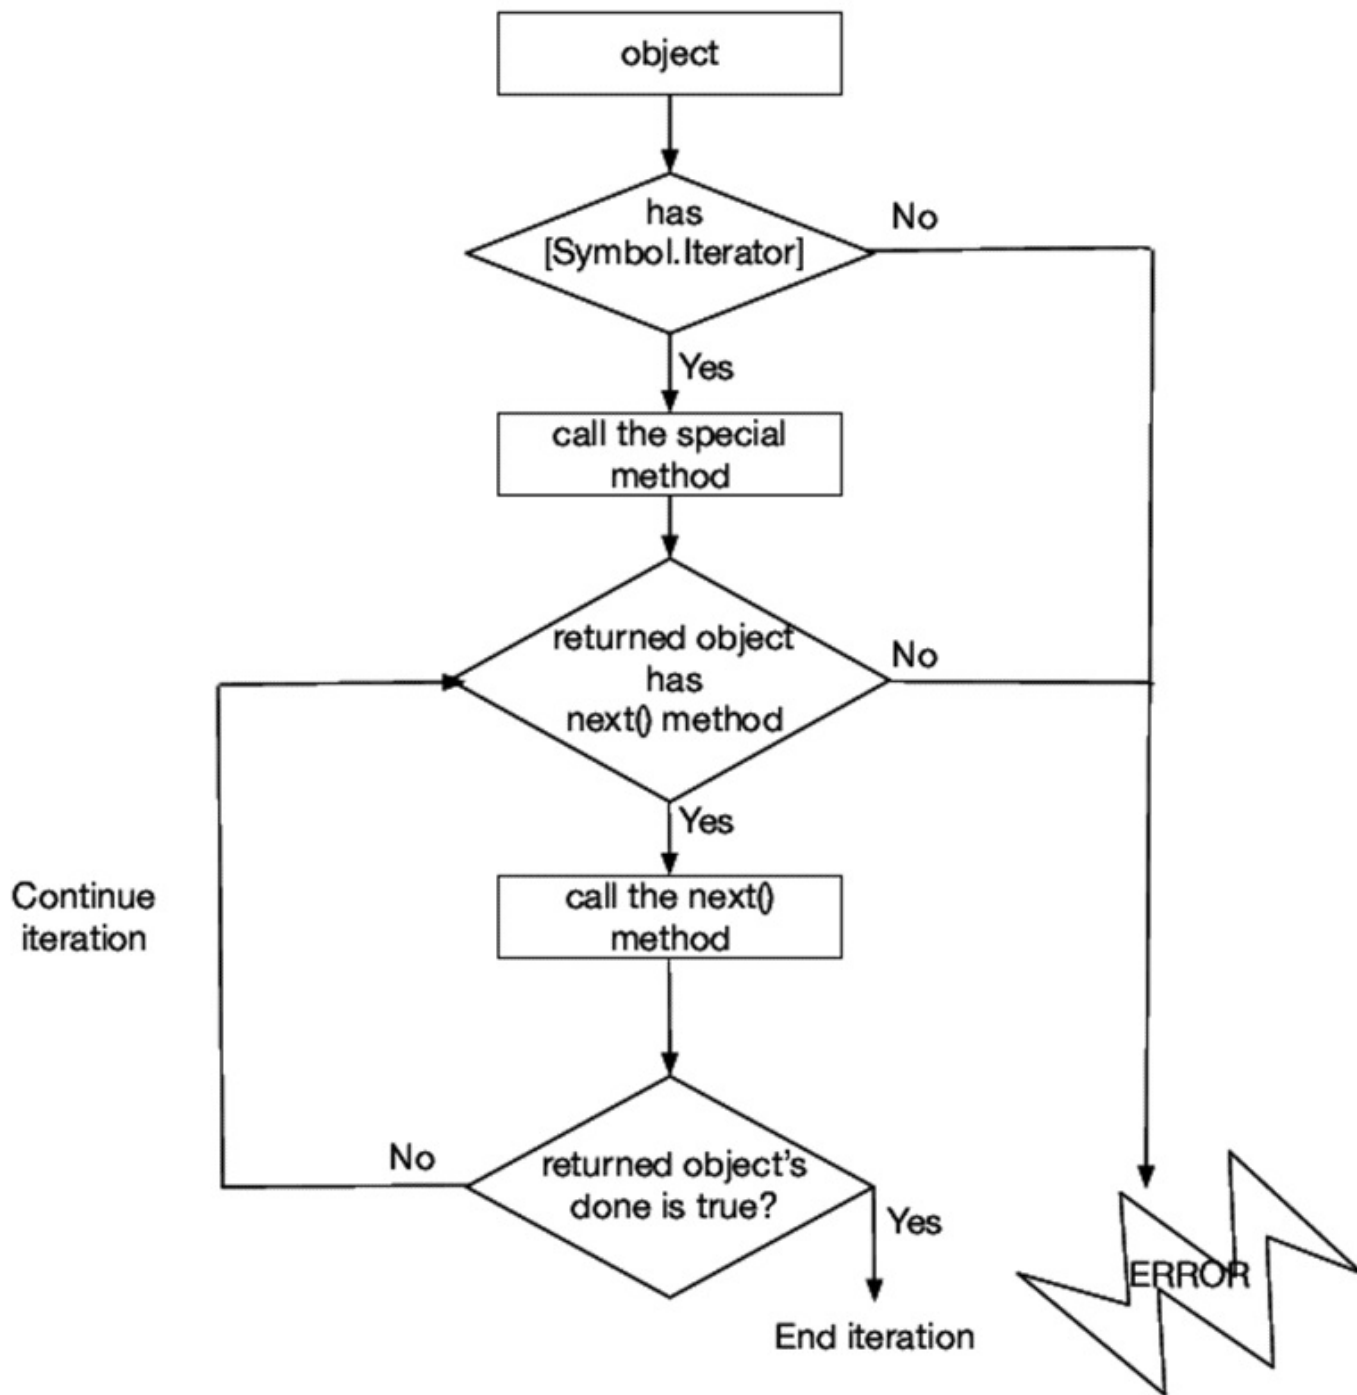 object
has
[Symbol.Iterator]
No
Yes
call the special
method
returned object
has
next() method
No
Yes
call the next()
method
Continue
iteration
No
returned object's
done is true?
Yes
End iteration
ERROR